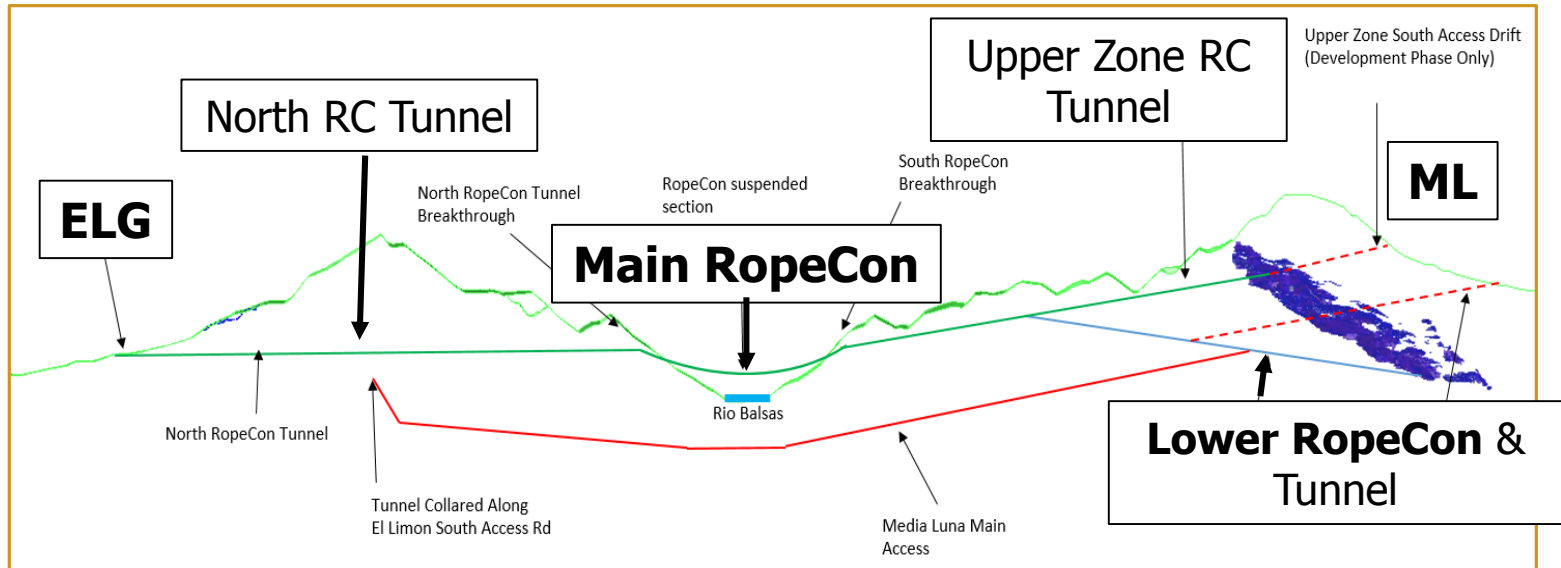 Upper Zone South Access Drift
(Development Phase Only)
Upper Zone RC
Tunnel
North RC Tunnel
South RopeCon
Breakthrough
ML
North RopeCon Tunnel
Breakthrough
RopeCon suspended
section
ELG
Main RopeCon
Rio Balsas
North RopeCon Tunnel
Lower RopeCon &
Tunnel
Tunnel Collared Along
El Limon South Access Rd
Media Luna Main
Access